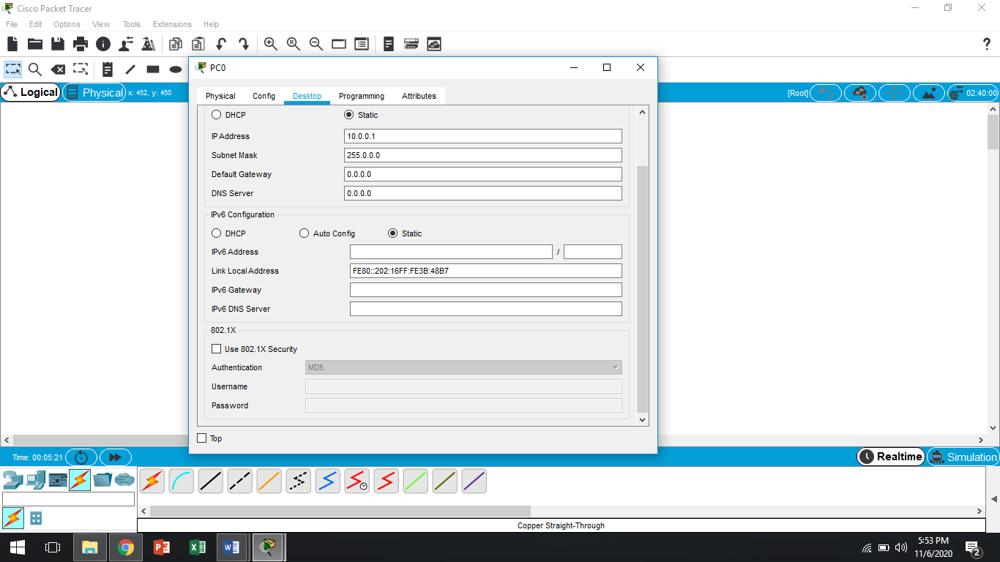 Cisco Packet Tracer
File Edit Options View Tools Extensions Help
PC0
Logical Physical x: 452, y: 450 [Root] 02:40:00
Physical Config Desktop Programming Attributes
DHCP Static
IP Address 10.0.0.1
Subnet Mask 255.0.0.0
Default Gateway 0.0.0.0
DNS Server 0.0.0.0
IPv6 Configuration
DHCP Auto Config Static
IPv6 Address /
Link Local Address FE80::202:16FF:FE3B:48B7
IPv6 Gateway
IPv6 DNS Server
802.1X
Use 802.1X Security
Authentication MD5
Username
Password
Top
Time: 00:05:21 Realtime Simulation
Copper Straight-Through
5:53 PM
11/6/2020
2